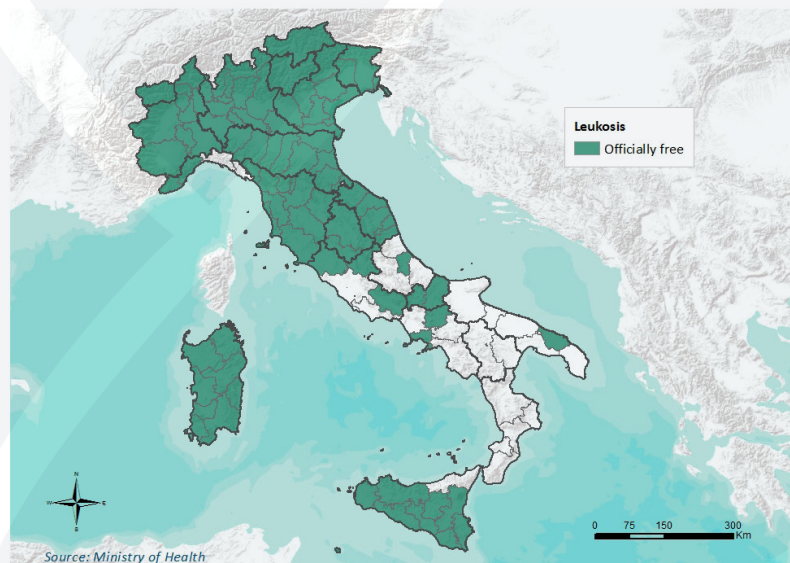 Leukosis
Officially free
N
W E
S
0 75 150 300
Km
Source: Ministry of Health